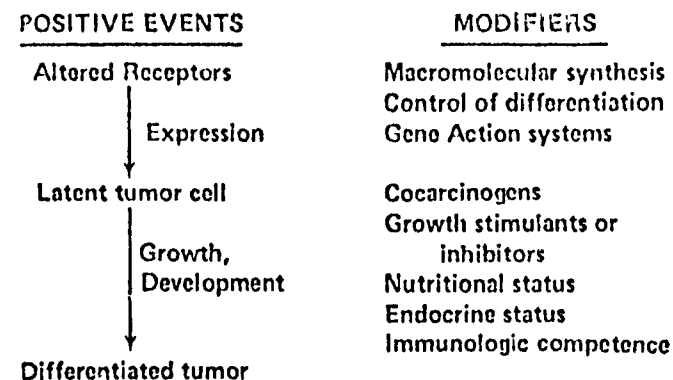 POSITIVE EVENTS
Altered Receptors
Expression
Latent tumor cell
Growth,
Development
Differentiated tumor
MODIFIERS
Macromolecular synthesis
Control of differentiation
Gene Action systems
Cocarcinogens
Growth stimulants or
inhibitors
Nutritional status
Endocrine status
Immunologic competence